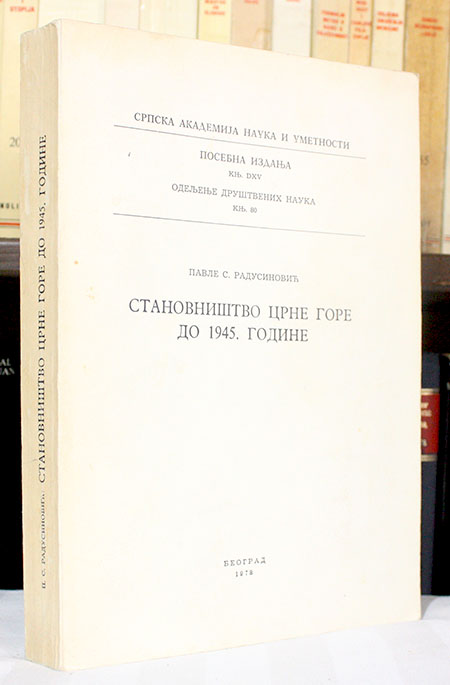 СРПСКА АКАДЕМИЈА НАУКА И УМЕТНОСТИ
ПОСЕБНА ИЗДАЊА
КЊ. DXV
ОДЕЉЕЊЕ ДРУШТВЕНИХ НАУКА
КЊ. 80
ПАВЛЕ С. РАДУСИНОВИЋ
СТАНОВНИШТВО ЦРНЕ ГОРЕ
ДО 1945. ГОДИНЕ
БЕОГРАД
1978
П. С. РАДУСИНОВИЋ: СТАНОВНИШТВО ЦРНЕ ГОРЕ ДО 1945. ГОДИНЕ